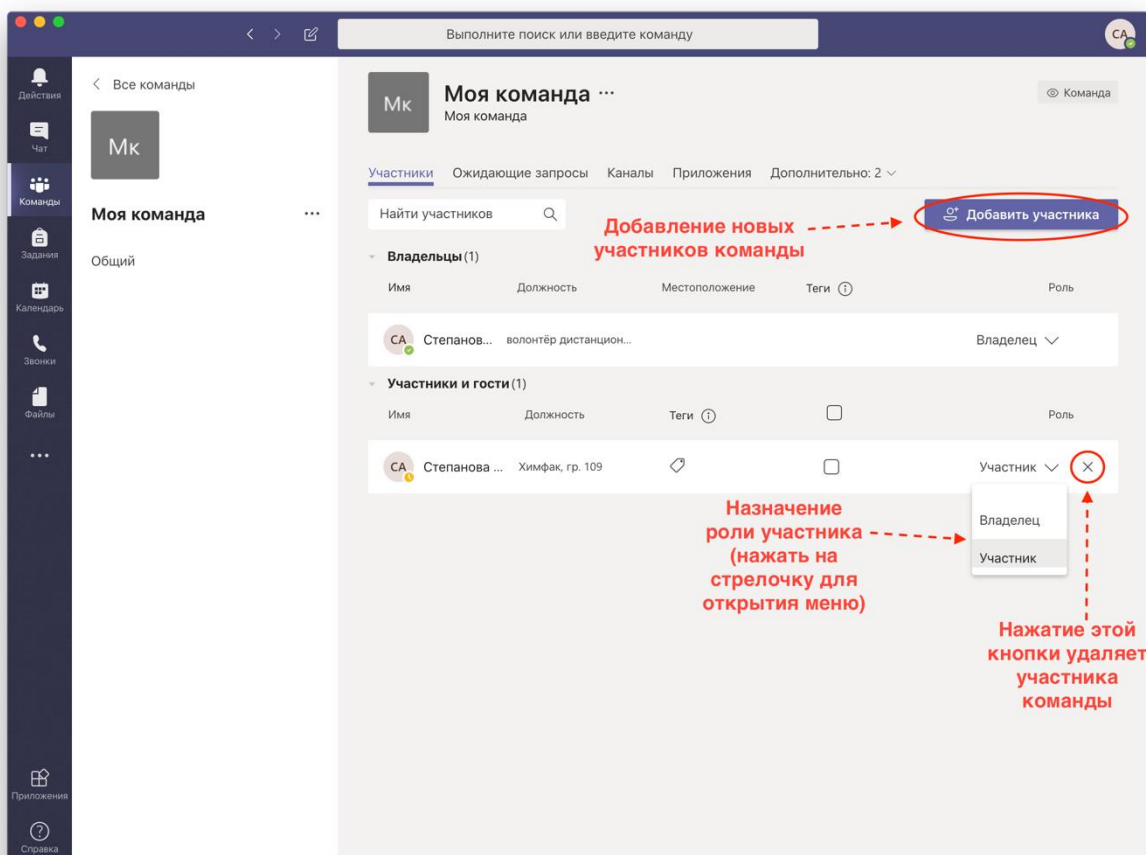 Выполните поиск или введите команду
СА
Действия
Чат
Команды
Задания
Календарь
Звонки
Файлы
Приложения
Справка
Все команды
Мк
Моя команда
Общий
Мк
Моя команда
Моя команда
Команда
Участники Ожидающие запросы Каналы Приложения Дополнительно: 2
Найти участников
Добавить участника
Добавление новых
участников команды
Владельцы (1)
Имя Должность Местоположение Теги Роль
СА Степанов... волонтёр дистанцион... Владелец
Участники и гости (1)
Имя Должность Теги Роль
СА Степанова ... Химфак, гр. 109 Участник
Владелец
Участник
Назначение
роли участника
(нажать на
стрелочку для
открытия меню)
Нажатие этой
кнопки удаляет
участника
команды